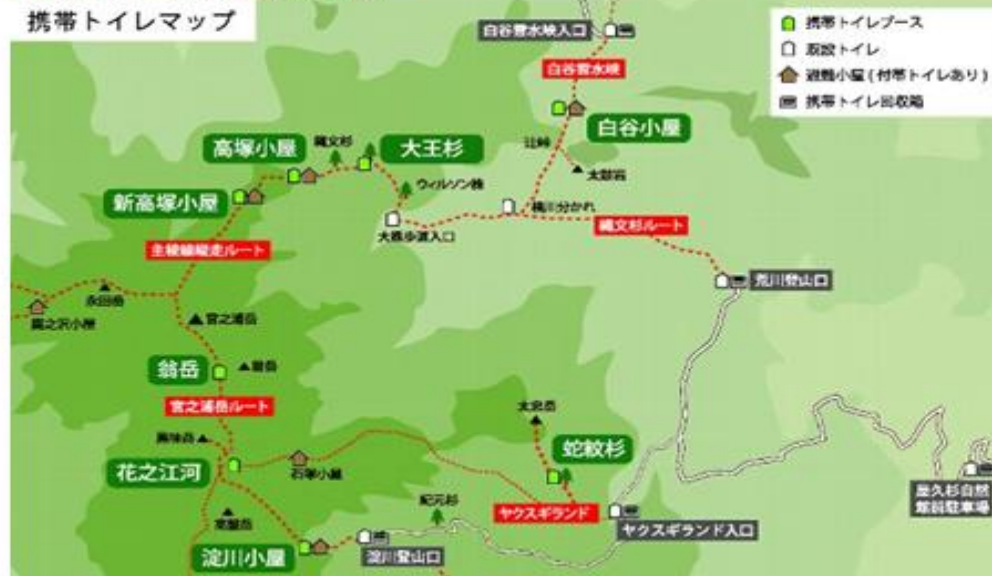 携帯トイレマップ
携帯トイレブース
取設トイレ
避難小屋(付帯トイレあり)
携帯トイレ回収箱
白谷雲水峡入口
白谷雲水峡
白谷小屋
辻峠
太鼓岩
高塚小屋
縄文杉
大王杉
ウィルソン株
新高塚小屋
大株歩道入口
楠川分かれ
縄文杉ルート
主稜線縦走ルート
荒川登山口
永田岳
鹿之沢小屋
宮之浦岳
翁岳
翁岳
宮之浦岳ルート
太忠岳
黒味岳
蛇紋杉
花之江河
石塚小屋
紀元杉
ヤクスギランド
屋久杉自然
館前駐車場
ヤクスギランド入口
淀川小屋
淀川登山口